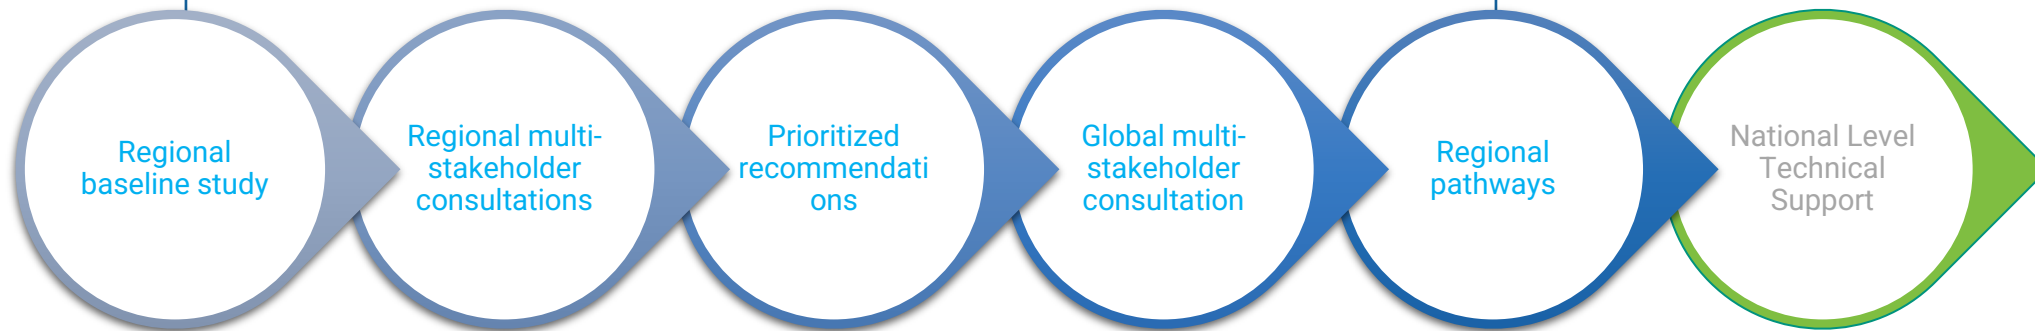 Regional
baseline study
Regional multi-
stakeholder
consultations
Prioritized
recommendati
ons
Global multi-
stakeholder
consultation
Regional
pathways
National Level
Technical
Support